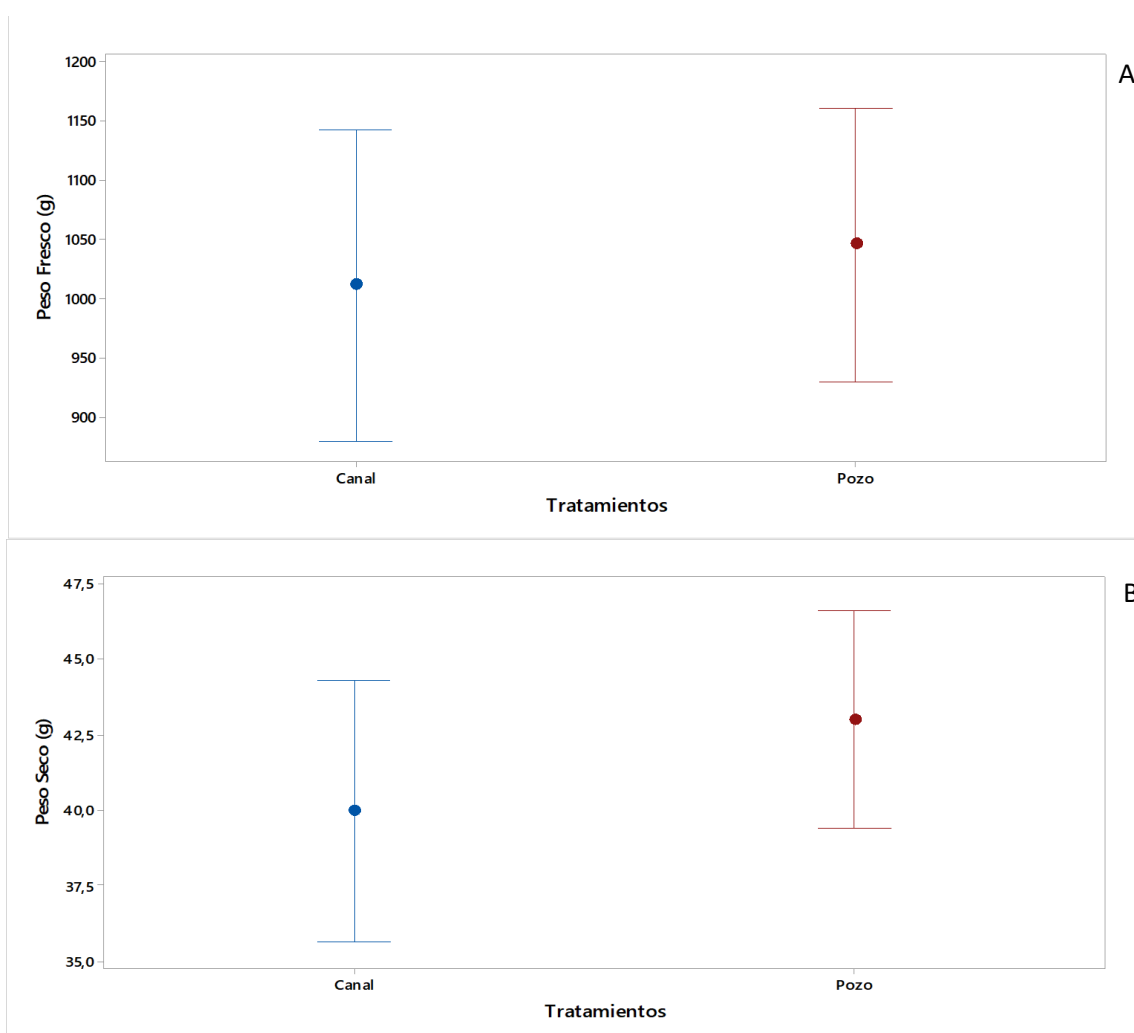 A
1200
1150
1100
1050
1000
950
900
Peso Fresco (g)
Canal Pozo
Tratamientos
B
47,5
45,0
42,5
40,0
37,5
35,0
Peso Seco (g)
Canal Pozo
Tratamientos